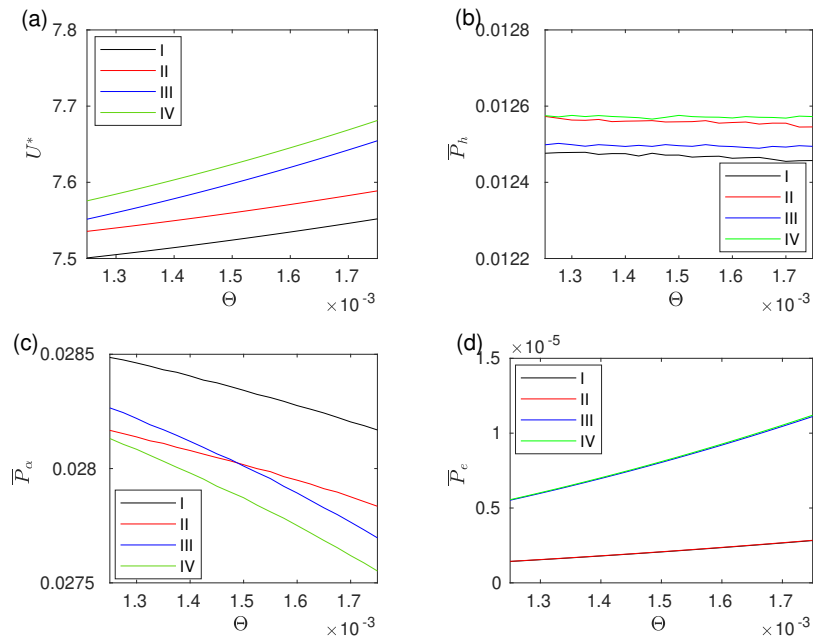 (a)
7.8
7.7
7.6
7.5
U*
I
II
III
IV
1.3 1.4 1.5 1.6 1.7
Θ
×10⁻³
(b)
0.0128
0.0126
0.0124
0.0122
P̅ₕ
I
II
III
IV
1.3 1.4 1.5 1.6 1.7
Θ
×10⁻³
(c)
0.0285
0.028
0.0275
P̅_α
I
II
III
IV
1.3 1.4 1.5 1.6 1.7
Θ
×10⁻³
(d)
×10⁻⁵
1.5
1
0.5
0
P̅ₑ
I
II
III
IV
1.3 1.4 1.5 1.6 1.7
Θ
×10⁻³